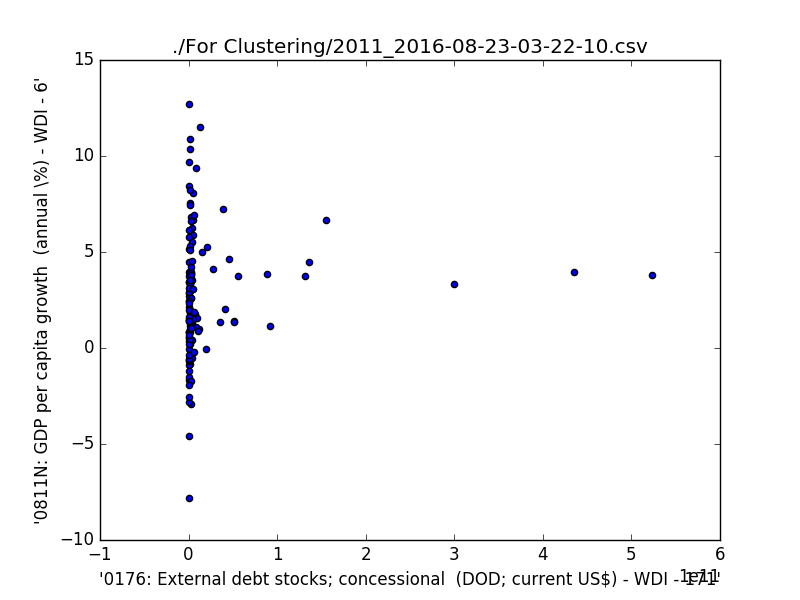 ./For Clustering/2011_2016-08-23-03-22-10.csv
15
10
5
0
−5
−10
'0811N: GDP per capita growth  (annual \%) - WDI - 6'
−1 0 1 2 3 4 5 6
1e11
'0176: External debt stocks; concessional  (DOD; current US$) - WDI - 171'